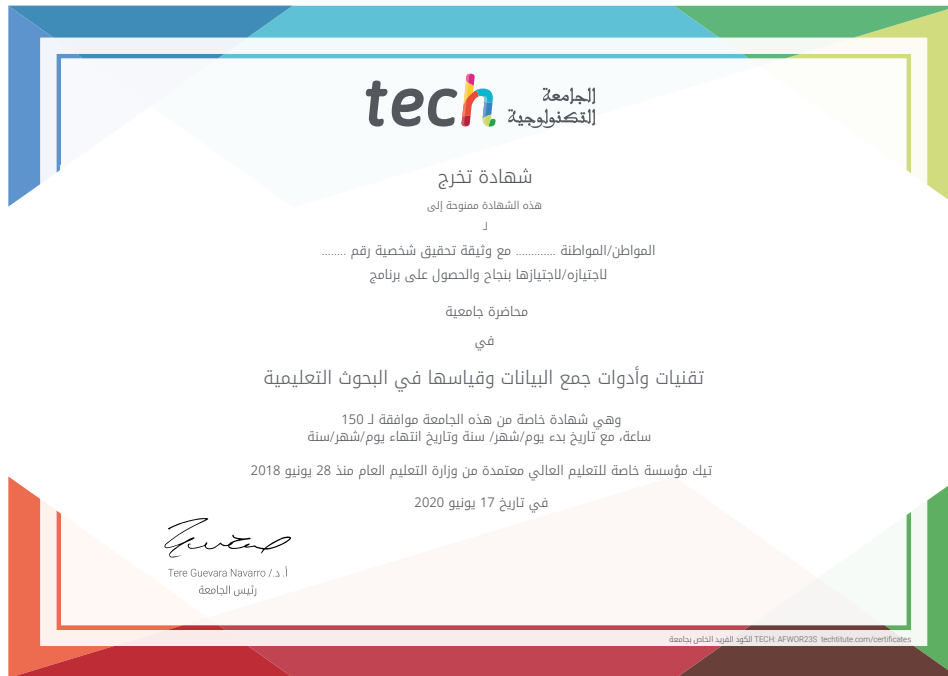 tech الجامعة
التكنولوجية
شهادة تخرج
هذه الشهادة ممنوحة إلى
لـ
المواطن/المواطنة ............ مع وثيقة تحقيق شخصية رقم ........
لاجتيازه/لاجتيازها بنجاح والحصول على برنامج
محاضرة جامعية
في
تقنيات وأدوات جمع البيانات وقياسها في البحوث التعليمية
وهي شهادة خاصة من هذه الجامعة موافقة لـ 150
ساعة، مع تاريخ بدء يوم/شهر/ سنة وتاريخ انتهاء يوم/شهر/سنة
تيك مؤسسة خاصة للتعليم العالي معتمدة من وزارة التعليم العام منذ 28 يونيو 2018
في تاريخ 17 يونيو 2020
أ. د./ Tere Guevara Navarro
رئيس الجامعة
الكود الفريد الخاص بجامعة TECH: AFWOR23S techtitute.com/certificates